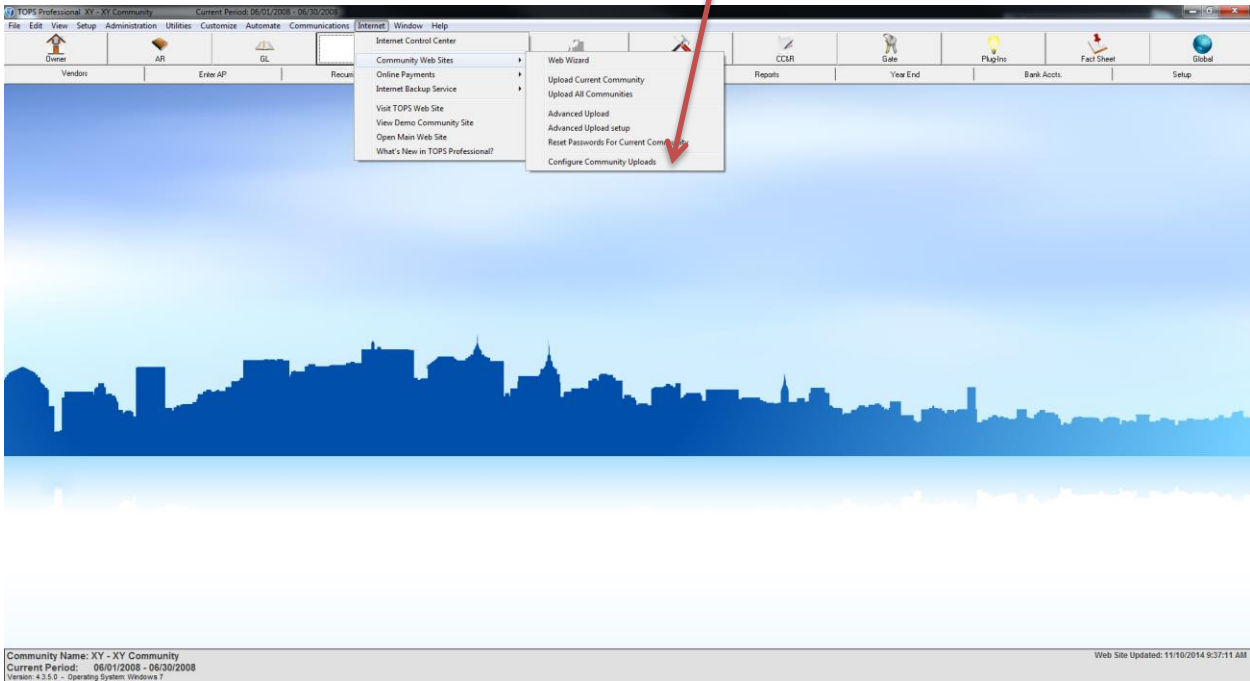 TOPS Professional XY - XY Community Current Period: 06/01/2008 - 06/30/2008
File Edit View Setup Administration Utilities Customize Automate Communications Internet Window Help
Owner AR GL CC&R Gate Plug-Ins Fact Sheet Global
Vendors Enter AP Recurri Reports Year End Bank Accts. Setup
Internet Control Center
Community Web Sites
Online Payments
Internet Backup Service
Visit TOPS Web Site
View Demo Community Site
Open Main Web Site
What's New in TOPS Professional?
Web Wizard
Upload Current Community
Upload All Communities
Advanced Upload
Advanced Upload setup
Reset Passwords For Current Community
Configure Community Uploads
Community Name: XY - XY Community
Web Site Updated: 11/10/2014 9:37:11 AM
Current Period: 06/01/2008 - 06/30/2008
Version: 4.3.5.0 - Operating System: Windows 7